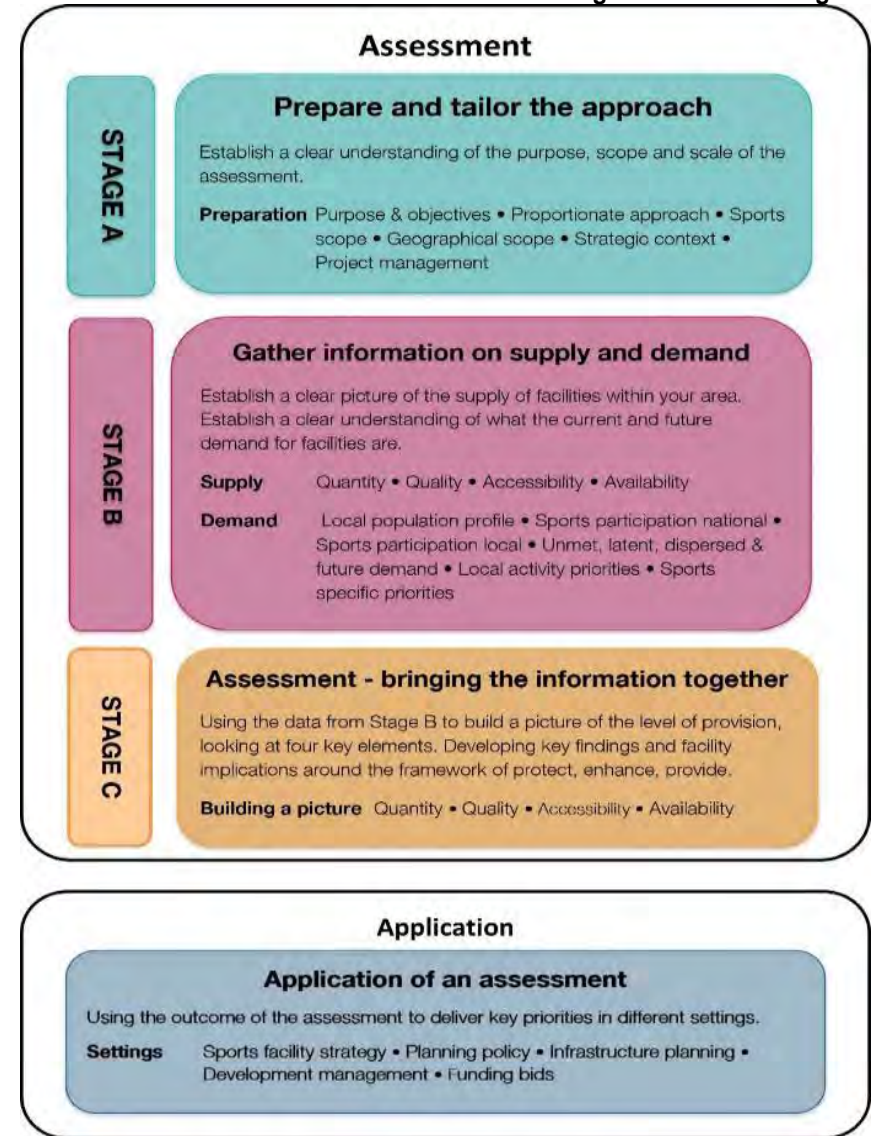 Assessment
STAGE A
Prepare and tailor the approach
Establish a clear understanding of the purpose, scope and scale of the
assessment.
Preparation Purpose & objectives • Proportionate approach • Sports
scope • Geographical scope • Strategic context •
Project management
STAGE B
Gather information on supply and demand
Establish a clear picture of the supply of facilities within your area.
Establish a clear understanding of what the current and future
demand for facilities are.
Supply Quantity • Quality • Accessibility • Availability
Demand Local population profile • Sports participation national •
Sports participation local • Unmet, latent, dispersed &
future demand • Local activity priorities • Sports
specific priorities
STAGE C
Assessment - bringing the information together
Using the data from Stage B to build a picture of the level of provision,
looking at four key elements. Developing key findings and facility
implications around the framework of protect, enhance, provide.
Building a picture Quantity • Quality • Accessibility • Availability
Application
Application of an assessment
Using the outcome of the assessment to deliver key priorities in different settings.
Settings Sports facility strategy • Planning policy • Infrastructure planning •
Development management • Funding bids